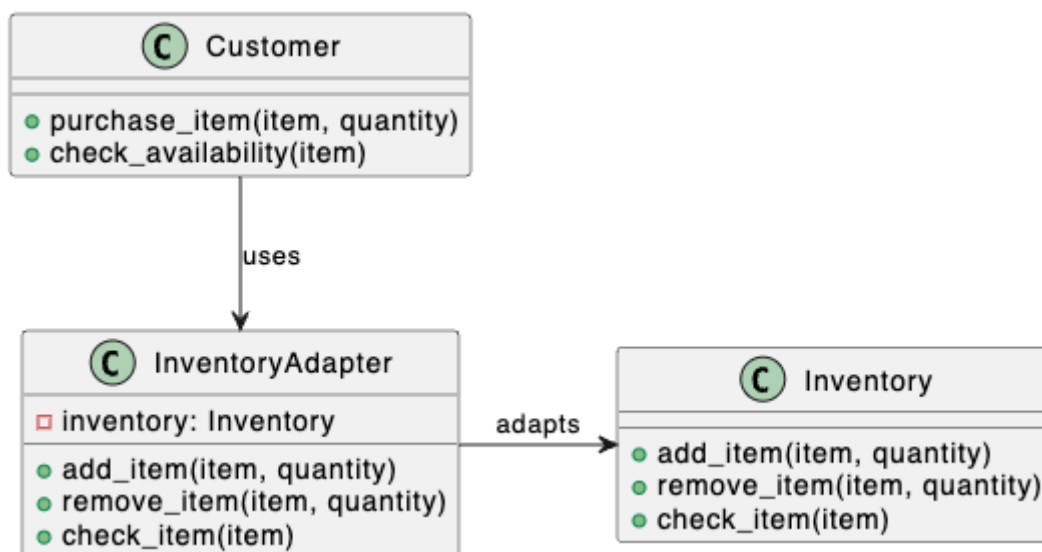 C Customer
purchase_item(item, quantity)
check_availability(item)
uses
C InventoryAdapter
inventory: Inventory
add_item(item, quantity)
remove_item(item, quantity)
check_item(item)
adapts
C Inventory
add_item(item, quantity)
remove_item(item, quantity)
check_item(item)